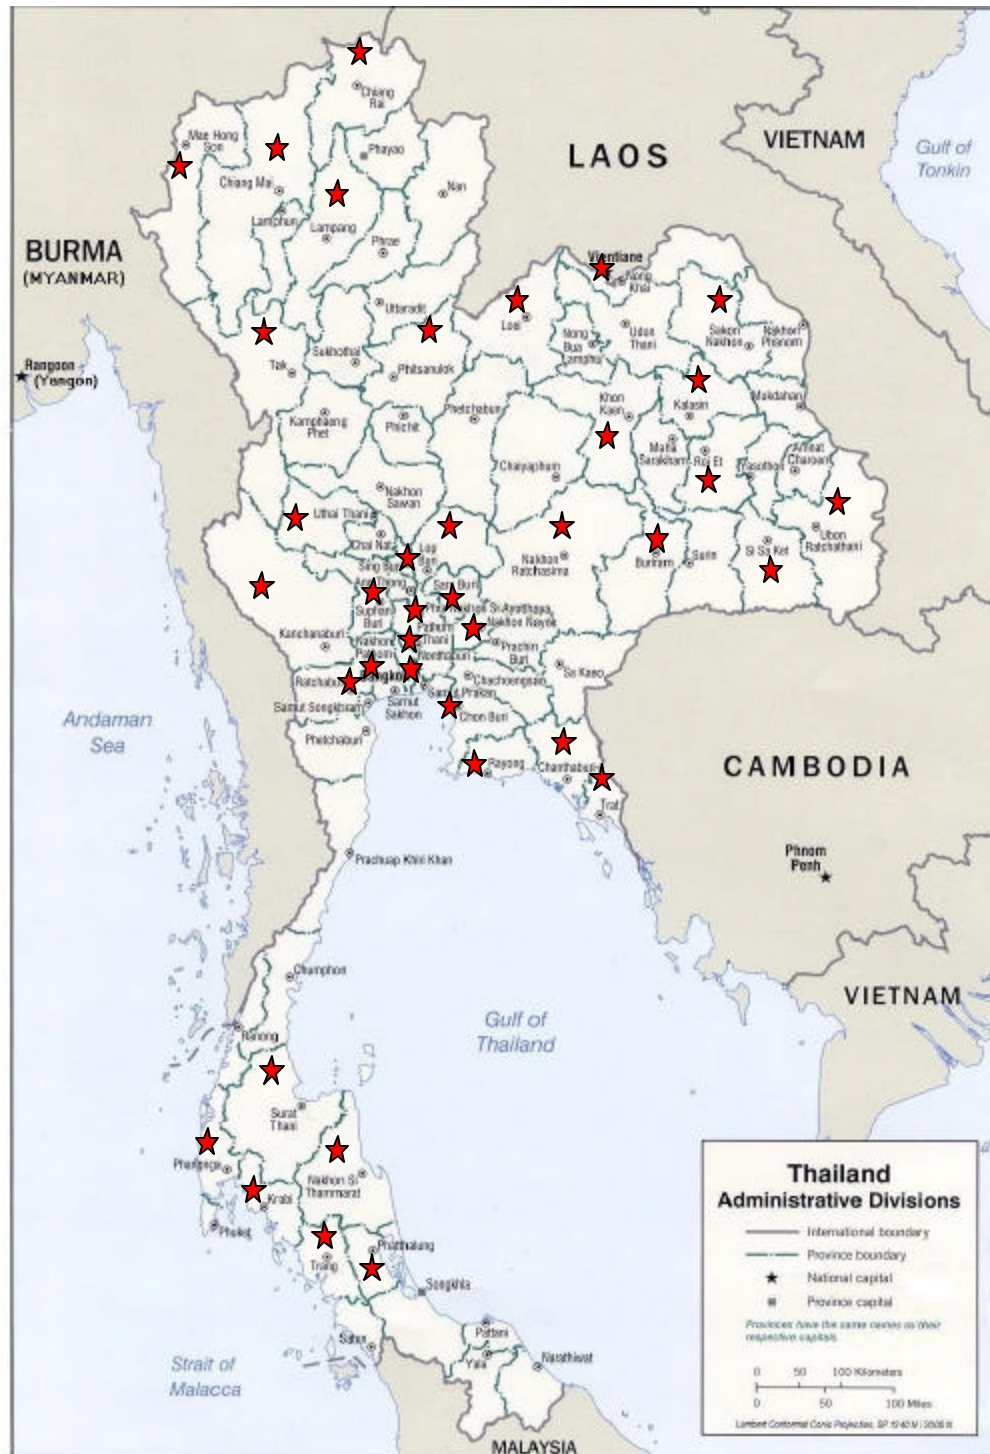 Chiang
Rai
Mae Hong
Son
Phayao
LAOS
VIETNAM
Gulf of
Tonkin
Chiang Mai
Nan
Lamphun
Lampang
Phrae
BURMA
(MYANMAR)
Vientiane
Nong
Khai
Uttaradit
Loei
Udon
Thani
Nong
Bua
Lamphu
Sakon
Nakhon
Nakhon
Phanom
Sukhothai
Tak
Phitsanulok
Rangoon
(Yangon)
Phetchabun
Khon
Kaen
Kalasin
Mukdahan
Kamphaeng
Phet
Phichit
Maha
Sarakham
Roi Et
Yasothon
Amnat
Charoen
Chaiyaphum
Nakhon
Sawan
Uthai Thani
Chai Nat
Lop
Buri
Sing Buri
Nakhon
Ratchasima
Buriram
Surin
Si Sa Ket
Ubon
Ratchathani
Ang Thong
Sara Buri
Suphan
Buri
Phra Nakhon Si Ayutthaya
Nakhon Nayok
Pathum
Thani
Kanchanaburi
Nakhon
Pathom
Nonthaburi
Prachin
Buri
Sa Kaeo
Bangkok
Ratchaburi
Chachoengsao
Samut Prakan
Samut
Sakhon
Samut Songkhram
Chon Buri
Phetchaburi
Rayong
Chanthaburi
Trat
Andaman
Sea
CAMBODIA
Phnom
Penh
Prachuap Khiri Khan
Chumphon
VIETNAM
Gulf of
Thailand
Ranong
Surat
Thani
Phangnga
Nakhon Si
Thammarat
Krabi
Phuket
Phatthalung
Trang
Songkhla
Satun
Pattani
Yala
Narathiwat
Strait of
Malacca
MALAYSIA
Thailand
Administrative Divisions
International boundary
Province boundary
National capital
Province capital
Provinces have the same names as their
respective capitals.
0 50 100 Kilometers
0 50 100 Miles
Lambert Conformal Conic Projection,